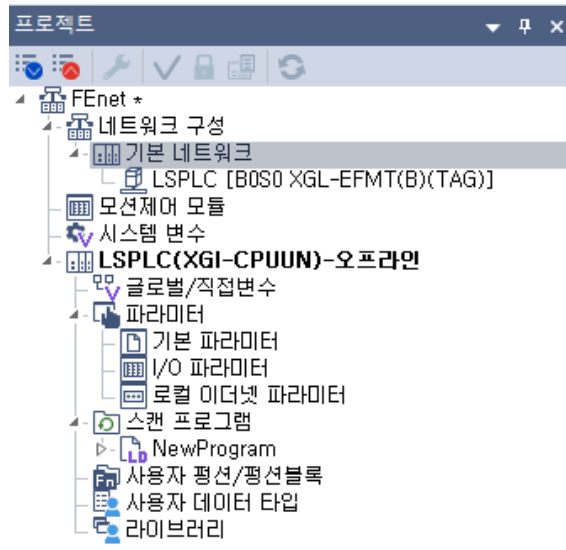 프로젝트
FEnet *
네트워크 구성
기본 네트워크
LSPLC [B0S0 XGL-EFMT(B)(TAG)]
모션제어 모듈
시스템 변수
LSPLC(XGI-CPUUN)-오프라인
글로벌/직접변수
파라미터
기본 파라미터
I/O 파라미터
로컬 이더넷 파라미터
스캔 프로그램
NewProgram
사용자 평션/평션블록
사용자 데이터 타입
라이브러리